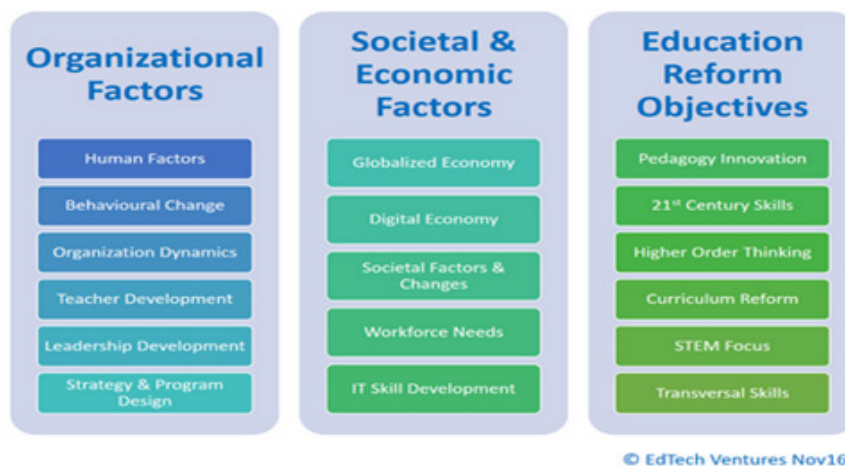 Organizational
Factors
Human Factors
Behavioural Change
Organization Dynamics
Teacher Development
Leadership Development
Strategy & Program
Design
Societal &
Economic
Factors
Globalized Economy
Digital Economy
Societal Factors &
Changes
Workforce Needs
IT Skill Development
Education
Reform
Objectives
Pedagogy Innovation
21st Century Skills
Higher Order Thinking
Curriculum Reform
STEM Focus
Transversal Skills
© EdTech Ventures Nov16